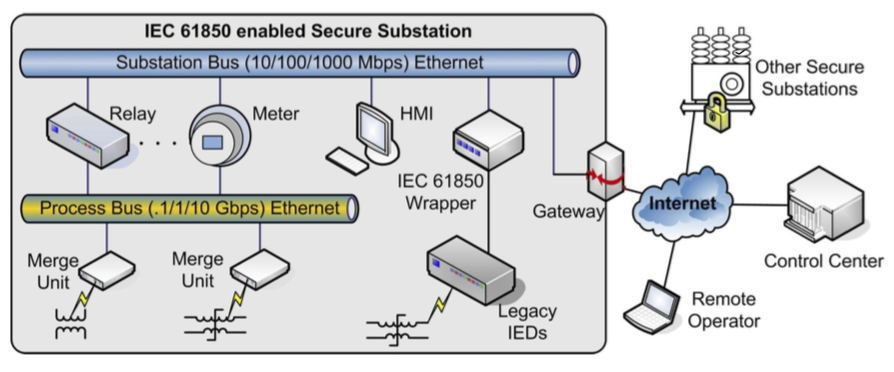 IEC 61850 enabled Secure Substation
Substation Bus (10/100/1000 Mbps) Ethernet
Relay
Meter
HMI
IEC 61850
Wrapper
Gateway
Process Bus (.1/1/10 Gbps) Ethernet
Merge
Unit
Merge
Unit
Legacy
IEDs
Other Secure
Substations
Internet
Control Center
Remote
Operator